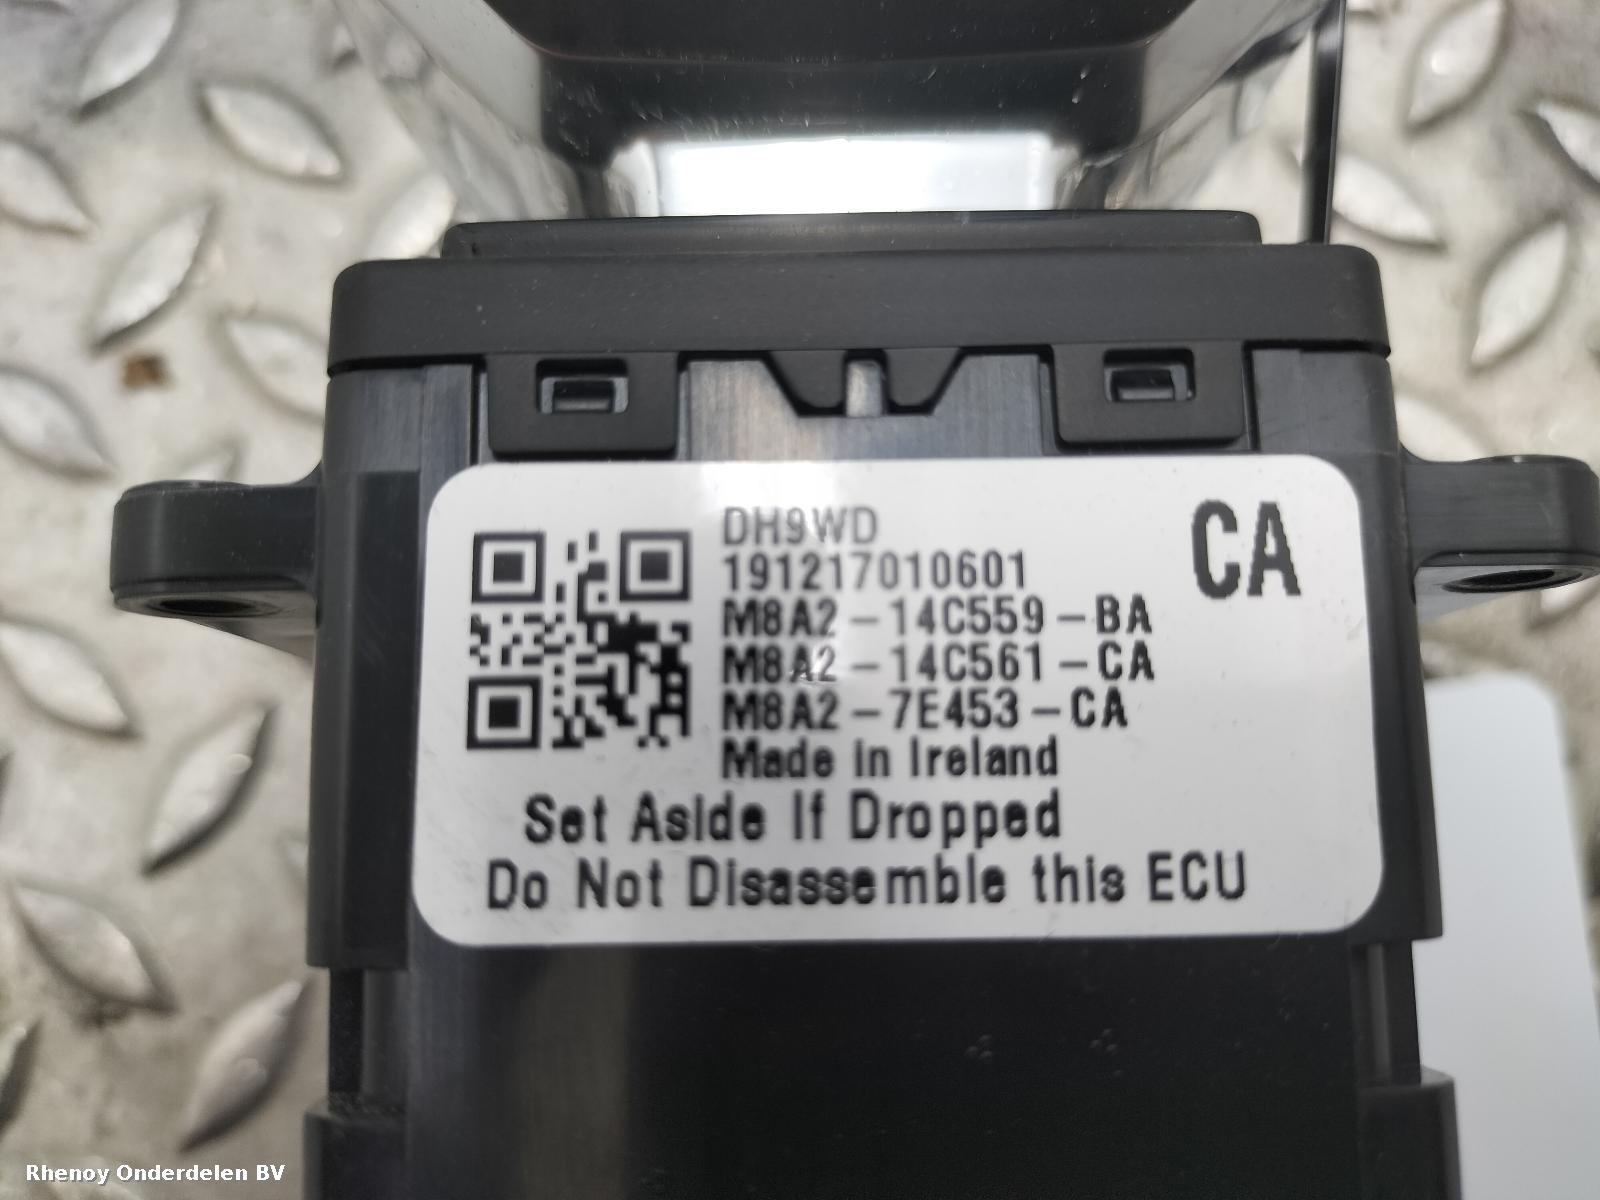 DH9WD
191217010601
M8A2-14C559-BA
M8A2-14C561-CA
M8A2-7E453-CA
Made in Ireland
CA
Set Aside If Dropped
Do Not Disassemble this ECU
Rhenoy Onderdelen BV